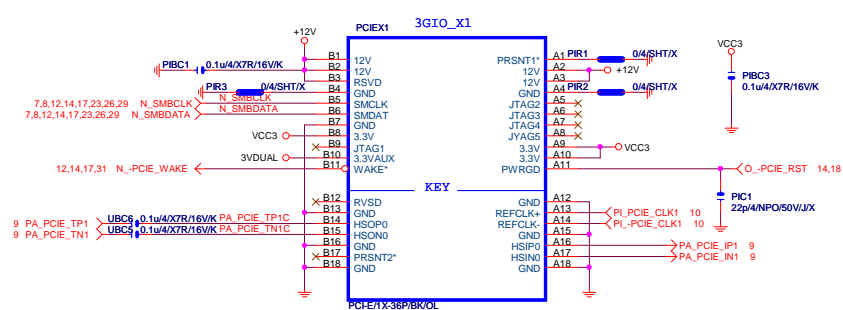 3GIO_X1
PCIEX1
+12V
PIBC1 0.1u/4/X7R/16V/K
PIR3 0/4/SHT/X
7,8,12,14,17,23,26,29 N_SMBCLK
7,8,12,14,17,23,26,29 N_SMBDATA
VCC3
3VDUAL
12,14,17,31 N_-PCIE_WAKE
9 PA_PCIE_TP1 UBC6 0.1u/4/X7R/16V/K PA_PCIE_TP1C
9 PA_PCIE_TN1 UBC5 0.1u/4/X7R/16V/K PA_PCIE_TN1C
B1 12V
B2 12V
B3 RSVD
B4 GND
B5 SMCLK
B6 SMDAT
B7 GND
B8 3.3V
B9 JTAG1
B10 3.3VAUX
B11 WAKE*
KEY
B12 RVSD
B13 GND
B14 HSOP0
B15 HSON0
B16 GND
B17 PRSNT2*
B18 GND
PRSNT1* A1
12V A2
12V A3
GND A4
JTAG2 A5
JTAG3 A6
JTAG4 A7
JYAG5 A8
3.3V A9
3.3V A10
PWRGD A11
GND A12
REFCLK+ A13
REFCLK- A14
GND A15
HSIP0 A16
HSIN0 A17
GND A18
PIR1 0/4/SHT/X
+12V
PIR2 0/4/SHT/X
VCC3
O_-PCIE_RST 14,18
PI_PCIE_CLK1 10
PI_-PCIE_CLK1 10
PA_PCIE_IP1 9
PA_PCIE_IN1 9
VCC3
PIBC3
0.1u/4/X7R/16V/K
PIC1
22p/4/NPO/50V/J/X
PCI-E/1X-36P/BK/OL